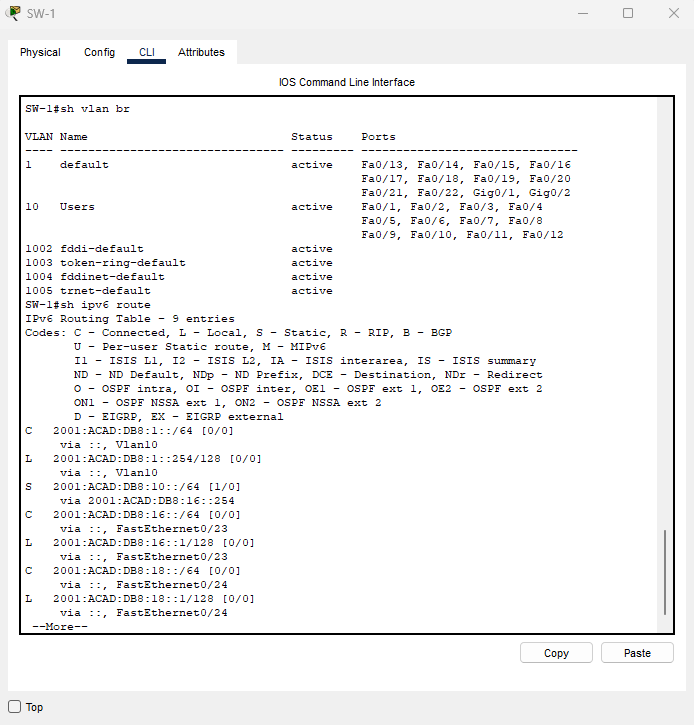 SW-1
Physical Config CLI Attributes
IOS Command Line Interface
SW-1#sh vlan br
VLAN Name                             Status    Ports
---- -------------------------------- --------- -------------------------------
1    default                          active    Fa0/13, Fa0/14, Fa0/15, Fa0/16
                                                Fa0/17, Fa0/18, Fa0/19, Fa0/20
                                                Fa0/21, Fa0/22, Gig0/1, Gig0/2
10   Users                            active    Fa0/1, Fa0/2, Fa0/3, Fa0/4
                                                Fa0/5, Fa0/6, Fa0/7, Fa0/8
                                                Fa0/9, Fa0/10, Fa0/11, Fa0/12
1002 fddi-default                     active
1003 token-ring-default               active
1004 fddinet-default                  active
1005 trnet-default                    active
SW-1#sh ipv6 route
IPv6 Routing Table - 9 entries
Codes: C - Connected, L - Local, S - Static, R - RIP, B - BGP
       U - Per-user Static route, M - MIPv6
       I1 - ISIS L1, I2 - ISIS L2, IA - ISIS interarea, IS - ISIS summary
       ND - ND Default, NDp - ND Prefix, DCE - Destination, NDr - Redirect
       O - OSPF intra, OI - OSPF inter, OE1 - OSPF ext 1, OE2 - OSPF ext 2
       ON1 - OSPF NSSA ext 1, ON2 - OSPF NSSA ext 2
       D - EIGRP, EX - EIGRP external
C   2001:ACAD:DB8:1::/64 [0/0]
     via ::, Vlan10
L   2001:ACAD:DB8:1::254/128 [0/0]
     via ::, Vlan10
S   2001:ACAD:DB8:10::/64 [1/0]
     via 2001:ACAD:DB8:16::254
C   2001:ACAD:DB8:16::/64 [0/0]
     via ::, FastEthernet0/23
L   2001:ACAD:DB8:16::1/128 [0/0]
     via ::, FastEthernet0/23
C   2001:ACAD:DB8:18::/64 [0/0]
     via ::, FastEthernet0/24
L   2001:ACAD:DB8:18::1/128 [0/0]
     via ::, FastEthernet0/24
 --More--
Copy Paste
Top